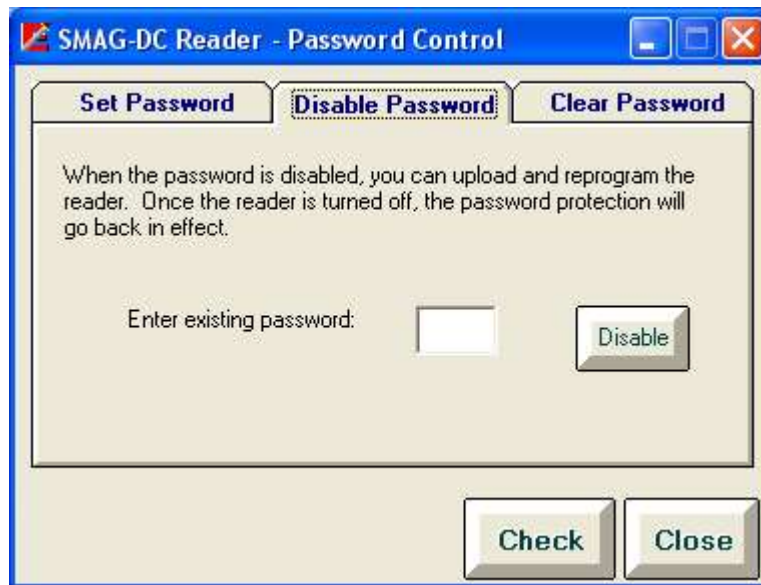 SMAG-DC Reader - Password Control
Set Password
Disable Password
Clear Password
When the password is disabled, you can upload and reprogram the
reader. Once the reader is turned off, the password protection will
go back in effect.
Enter existing password:
Disable
Check
Close